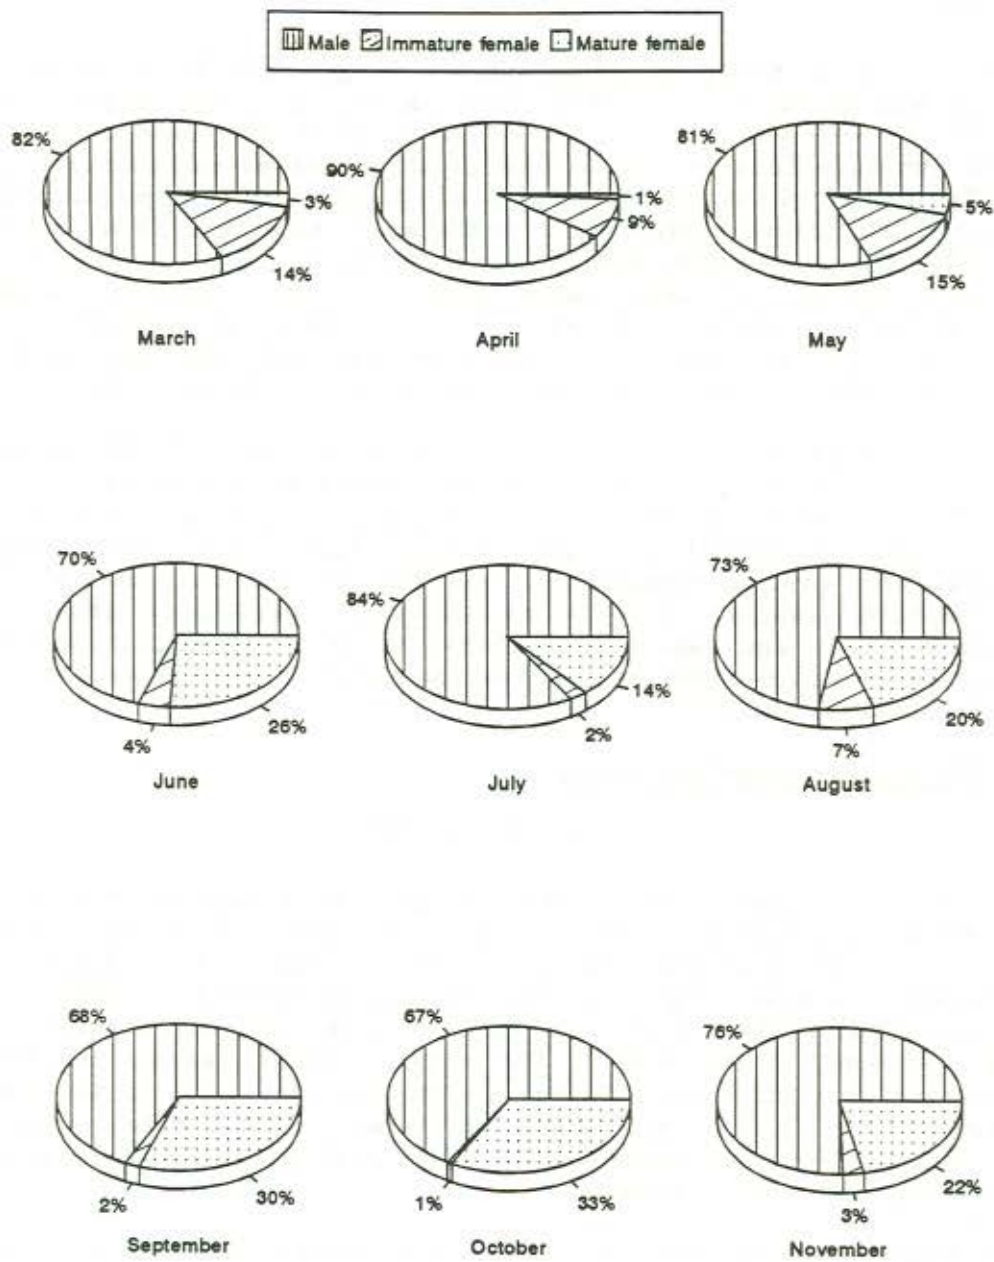 Male Immature female Mature female
82%
3%
14%
March
90%
1%
9%
April
81%
5%
15%
May
70%
26%
4%
June
84%
14%
2%
July
73%
20%
7%
August
68%
30%
2%
September
67%
33%
1%
October
76%
22%
3%
November